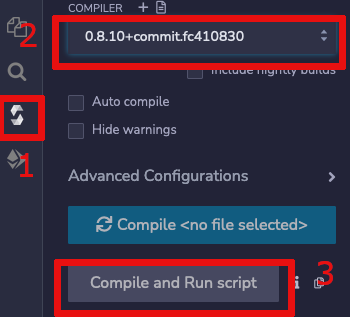 COMPILER
2
0.8.10+commit.fc410830
Include nightly builds
Auto compile
Hide warnings
1
Advanced Configurations
Compile <no file selected>
3
Compile and Run script